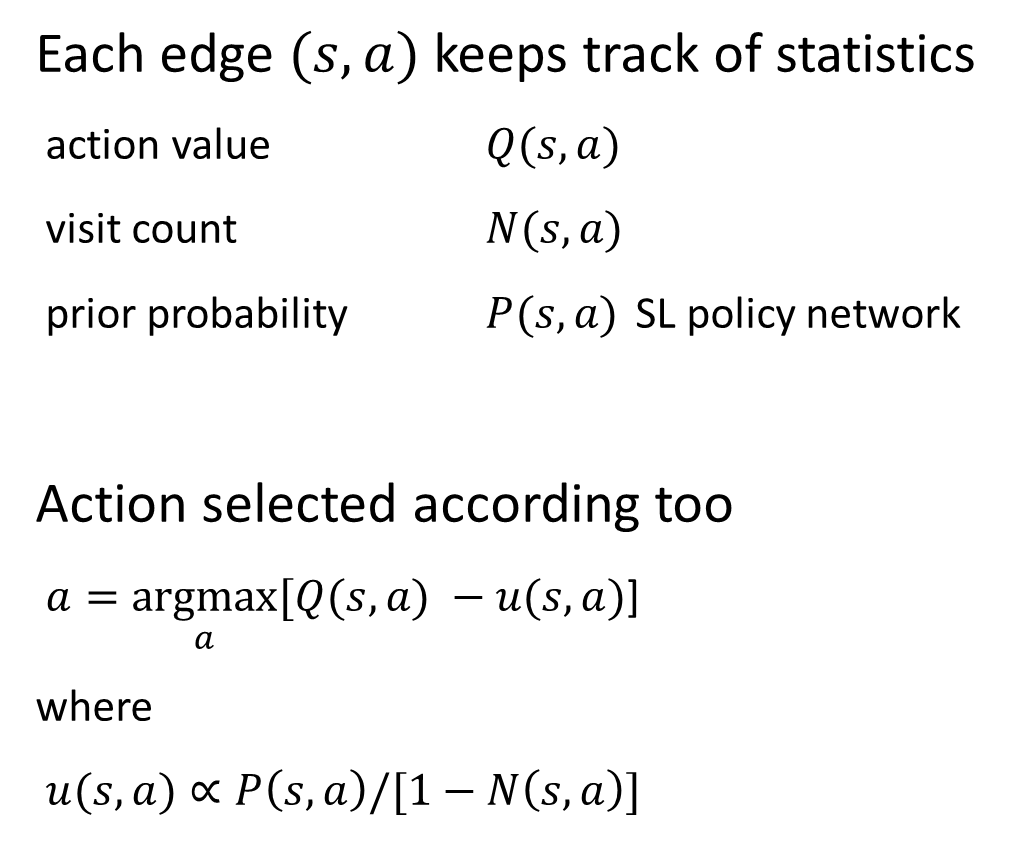 Each edge (s, a) keeps track of statistics
action value Q(s, a)
visit count N(s, a)
prior probability P(s, a) SL policy network
Action selected according too
a = argmax[Q(s, a) − u(s, a)]
a
where
u(s, a) ∝ P(s, a)/[1 − N(s, a)]